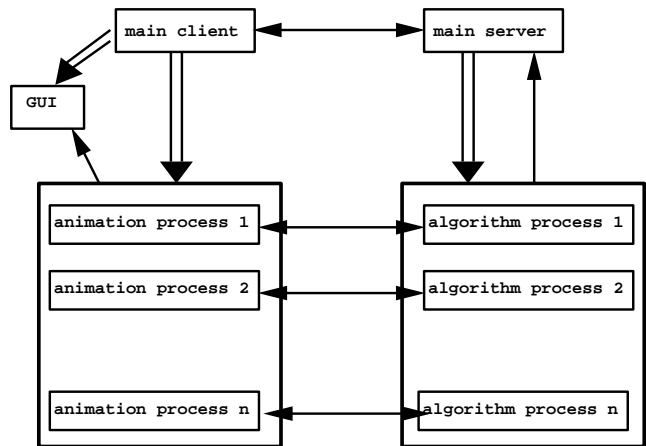 main client
main server
GUI
animation process 1
algorithm process 1
animation process 2
algorithm process 2
animation process n
algorithm process n